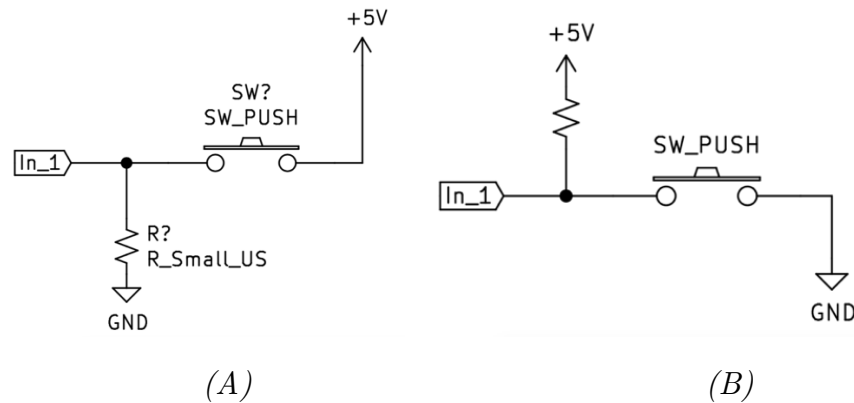 +5V
SW?
SW_PUSH
In_1
R?
R_Small_US
GND
(A)
+5V
SW_PUSH
In_1
GND
(B)